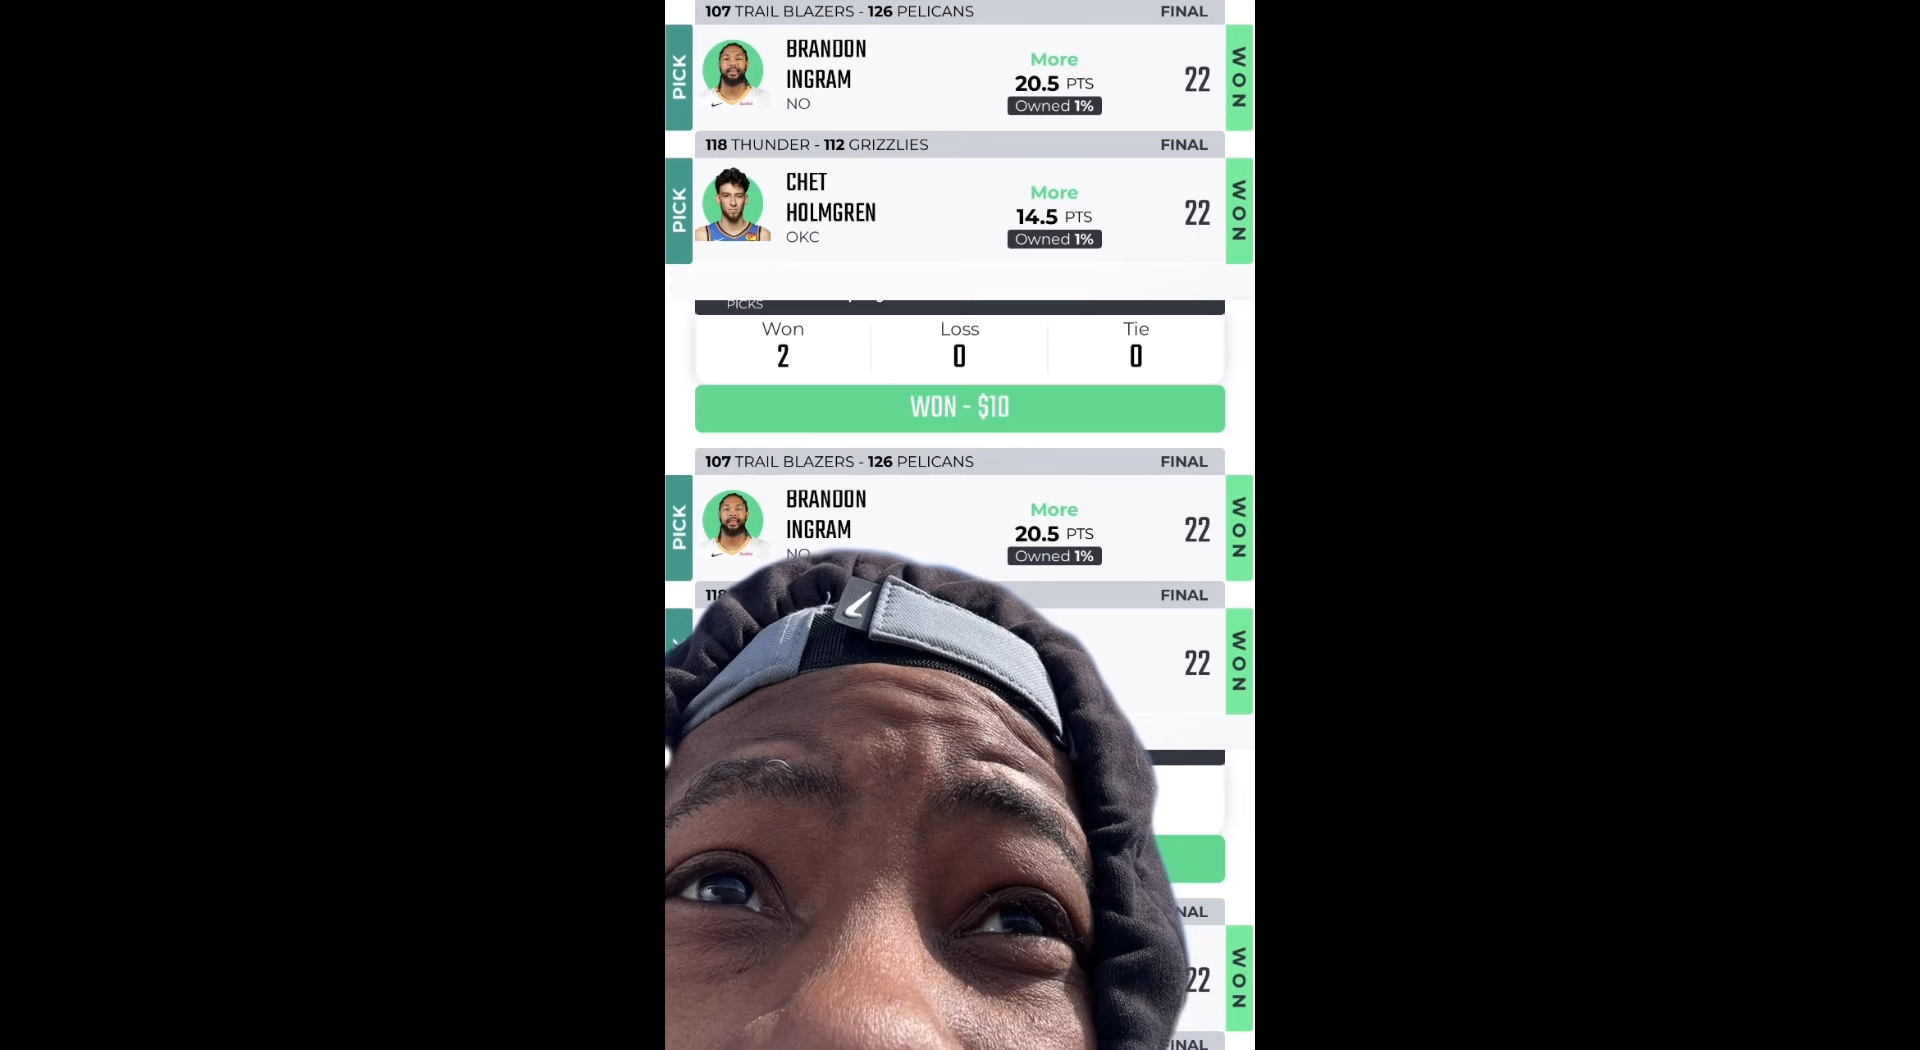 107 TRAIL BLAZERS - 126 PELICANS FINAL
PICK
BRANDON
INGRAM
NO
More
20.5 PTS
Owned 1%
22
WON
118 THUNDER - 112 GRIZZLIES FINAL
PICK
CHET
HOLMGREN
OKC
More
14.5 PTS
Owned 1%
22
WON
PICKS
Won Loss Tie
2 0 0
WON - $10
107 TRAIL BLAZERS - 126 PELICANS FINAL
PICK
BRANDON
INGRAM
NO
More
20.5 PTS
Owned 1%
22
WON
118 FINAL
22
WON
22
WON